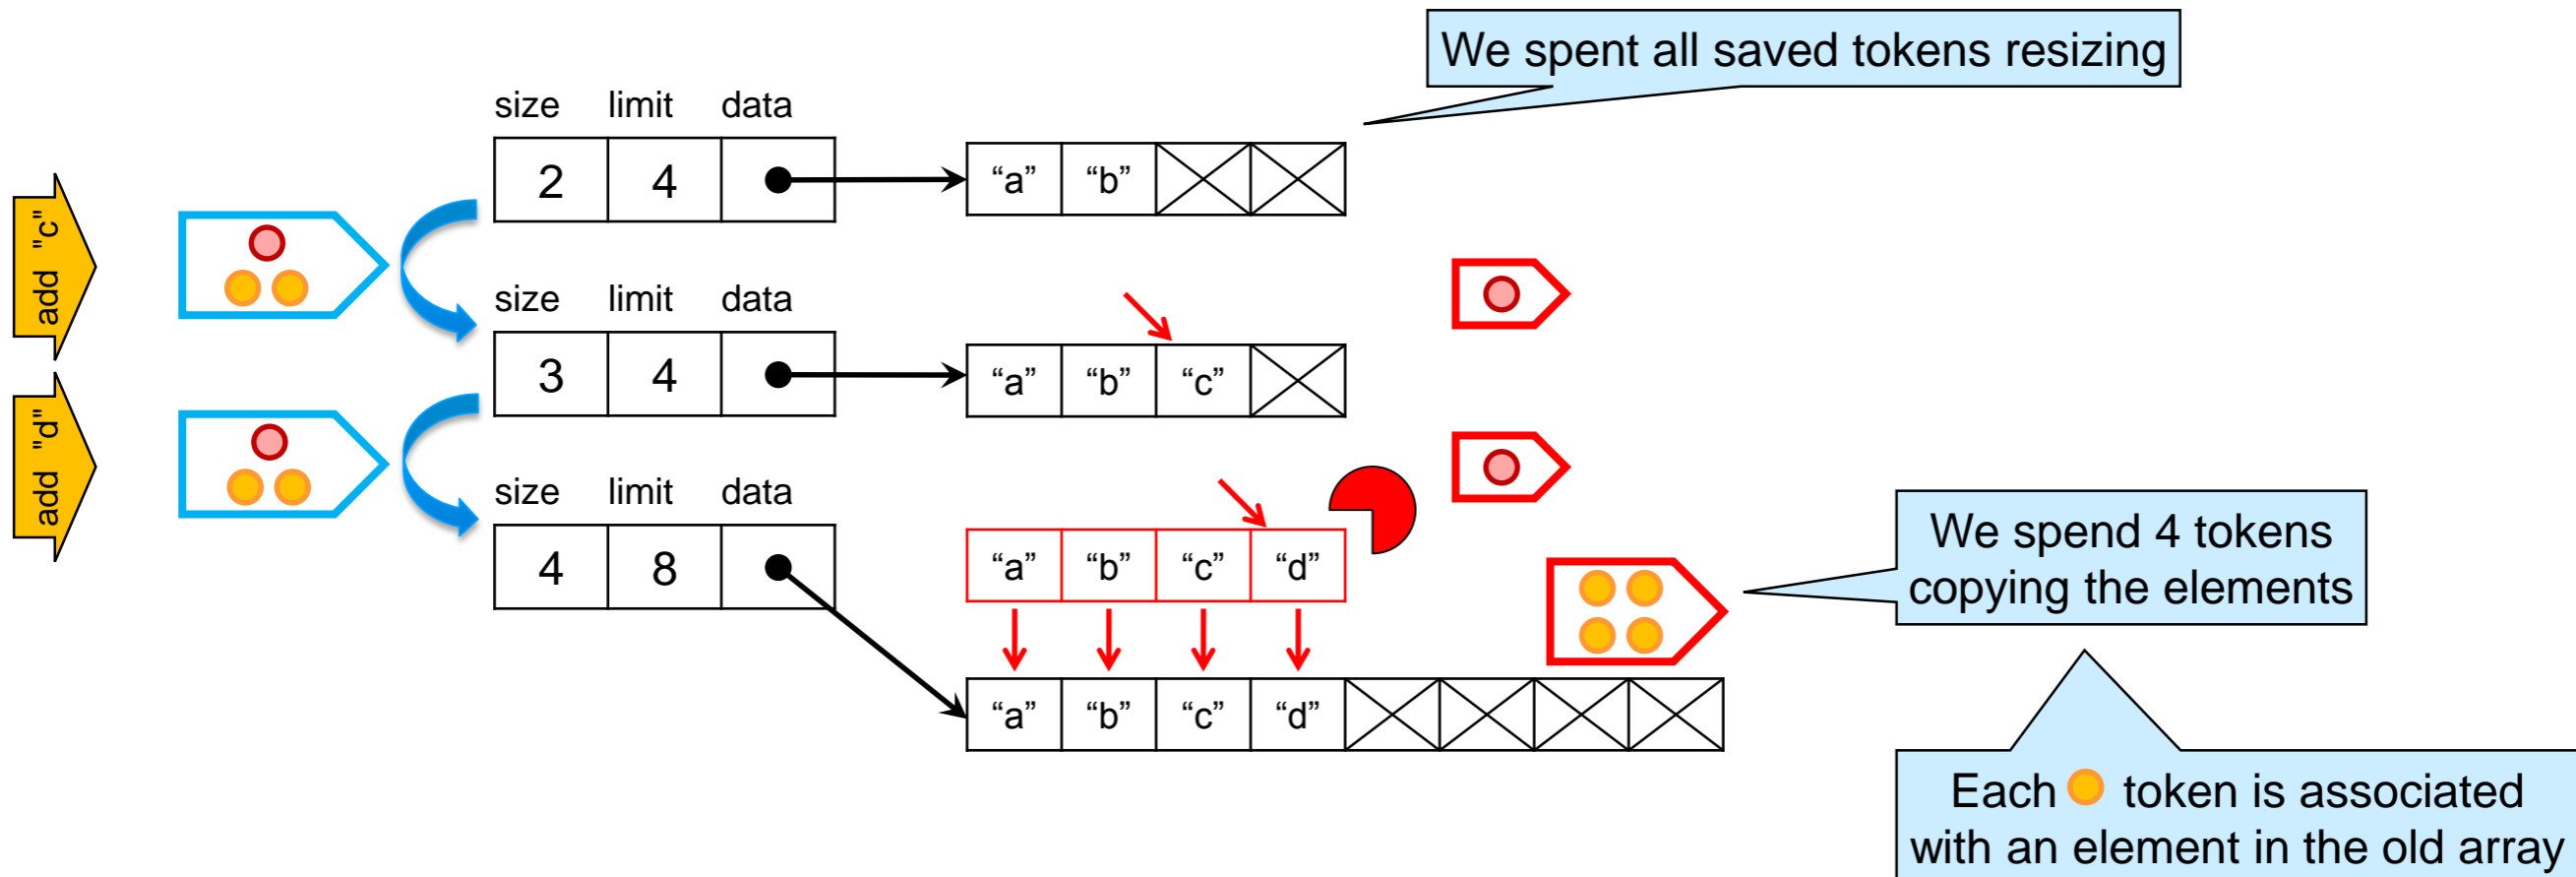 We spent all saved tokens resizing
size limit data
2 4
“a” “b”
add "c"
size limit data
3 4
“a” “b” “c”
add "d"
size limit data
4 8
“a” “b” “c” “d”
We spend 4 tokens
copying the elements
“a” “b” “c” “d”
Each token is associated
with an element in the old array